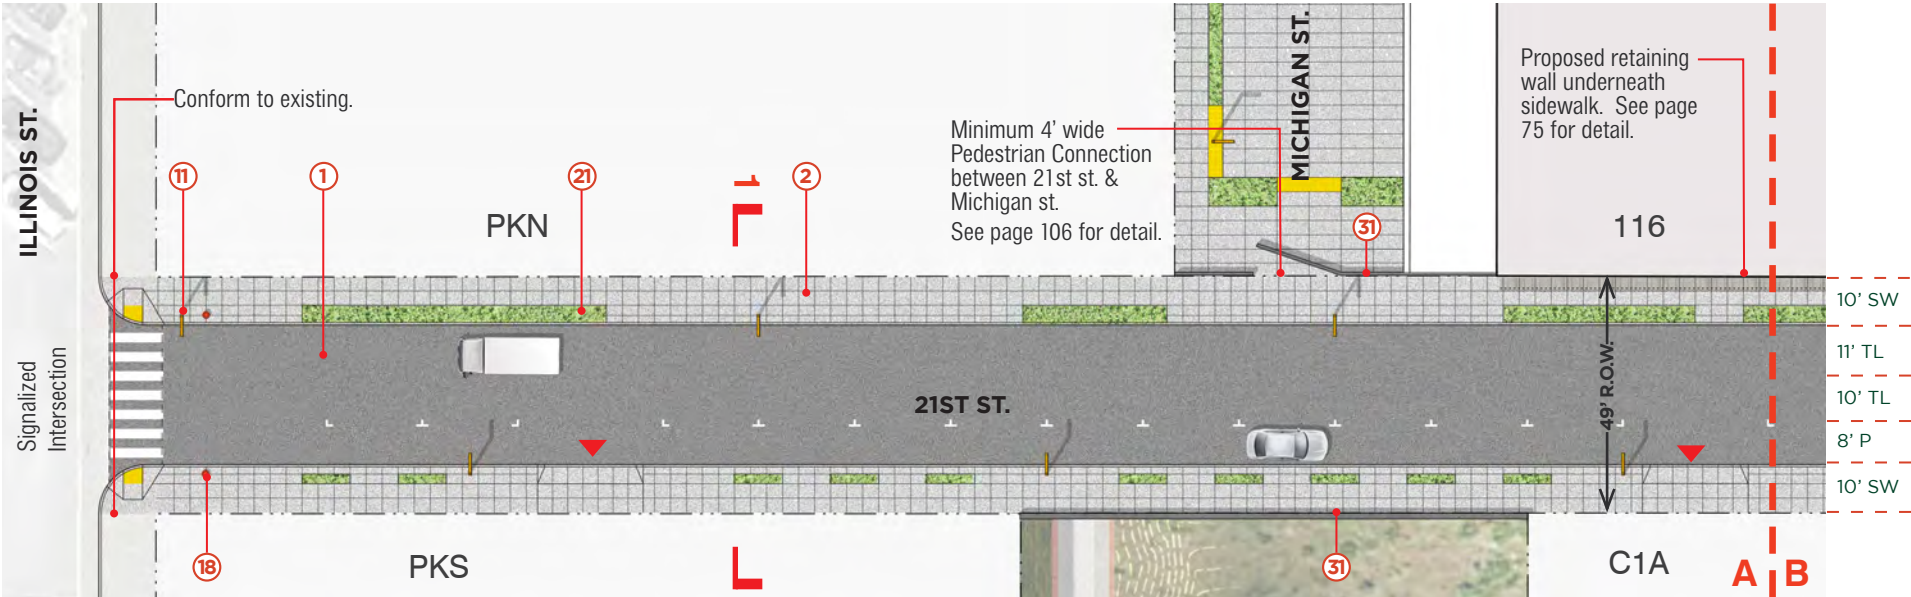 ILLINOIS ST.
Signalized
Intersection
Conform to existing.
11
1
21
PKN
1
2
Minimum 4’ wide
Pedestrian Connection
between 21st st. &
Michigan st.
See page 106 for detail.
MICHIGAN ST.
31
Proposed retaining
wall underneath
sidewalk.  See page
75 for detail.
116
10’ SW
11’ TL
10’ TL
8’ P
10’ SW
21ST ST.
49’ R.O.W.
18
PKS
31
C1A
A
B